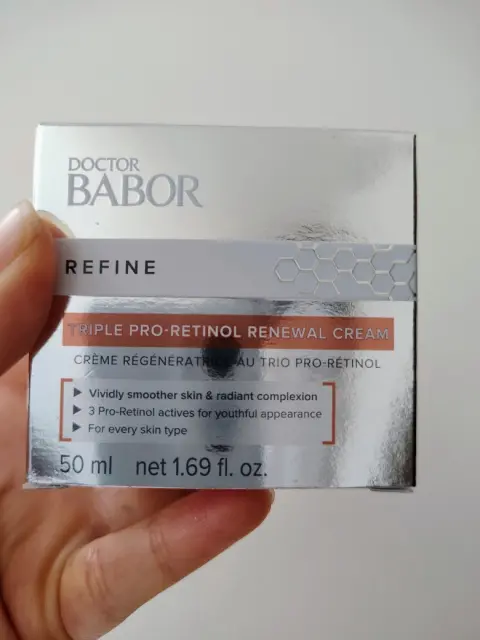 DOCTOR
BABOR
REFINE
TRIPLE PRO-RETINOL RENEWAL CREAM
CRÈME RÉGÉNÉRATRICE AU TRIO PRO-RÉTINOL
▶ Vividly smoother skin & radiant complexion
▶ 3 Pro-Retinol actives for youthful appearance
▶ For every skin type
50 ml net 1.69 fl. oz.